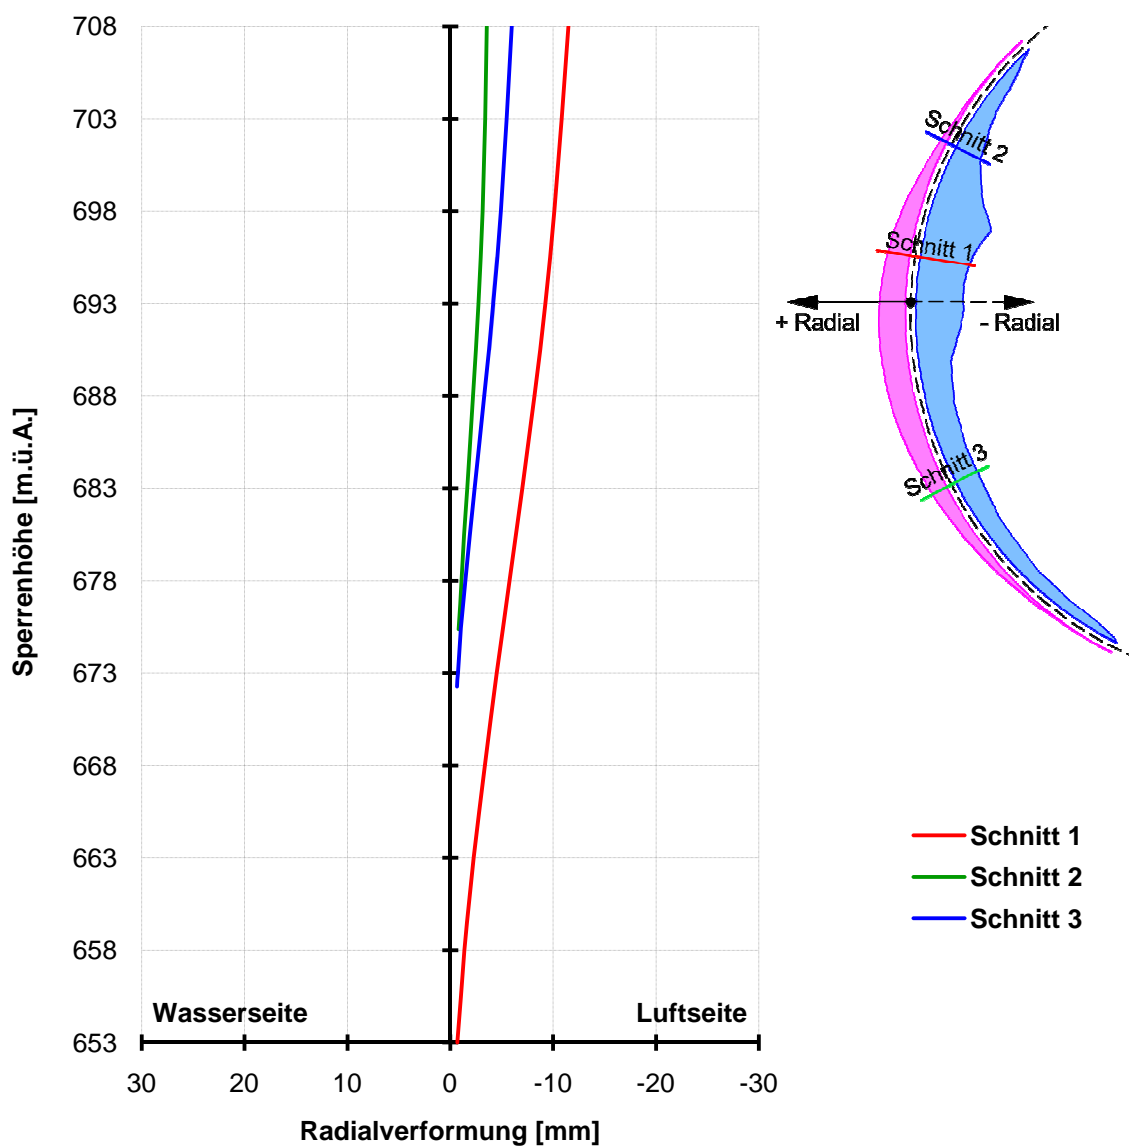 708
703
698
693
688
683
678
673
668
663
658
653
Sperrenhöhe [m.ü.A.]
Wasserseite
Luftseite
30
20
10
0
-10
-20
-30
Radialverformung [mm]
Schnitt 2
Schnitt 1
+ Radial
- Radial
Schnitt 3
Schnitt 1
Schnitt 2
Schnitt 3